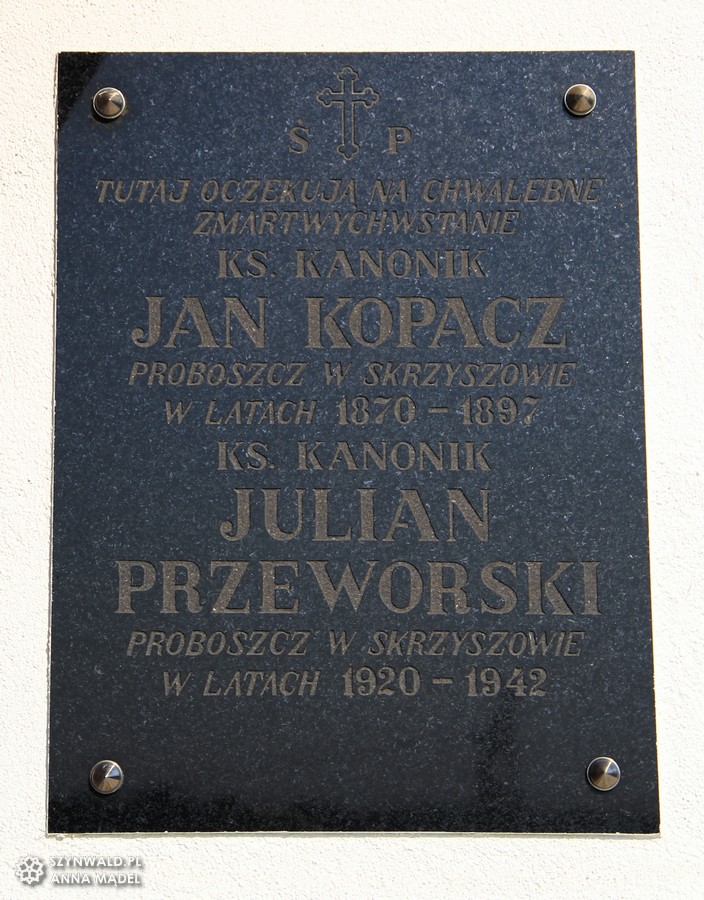 Ś P
TUTAJ OCZEKUJĄ NA CHWALEBNE
ZMARTWYCHWSTANIE
KS. KANONIK
JAN KOPACZ
PROBOSZCZ W SKRZYSZOWIE
W LATACH 1870 – 1897
KS. KANONIK
JULIAN
PRZEWORSKI
PROBOSZCZ W SKRZYSZOWIE
W LATACH 1920 – 1942
SZYNWALD.PL
ANNA MĄDEL